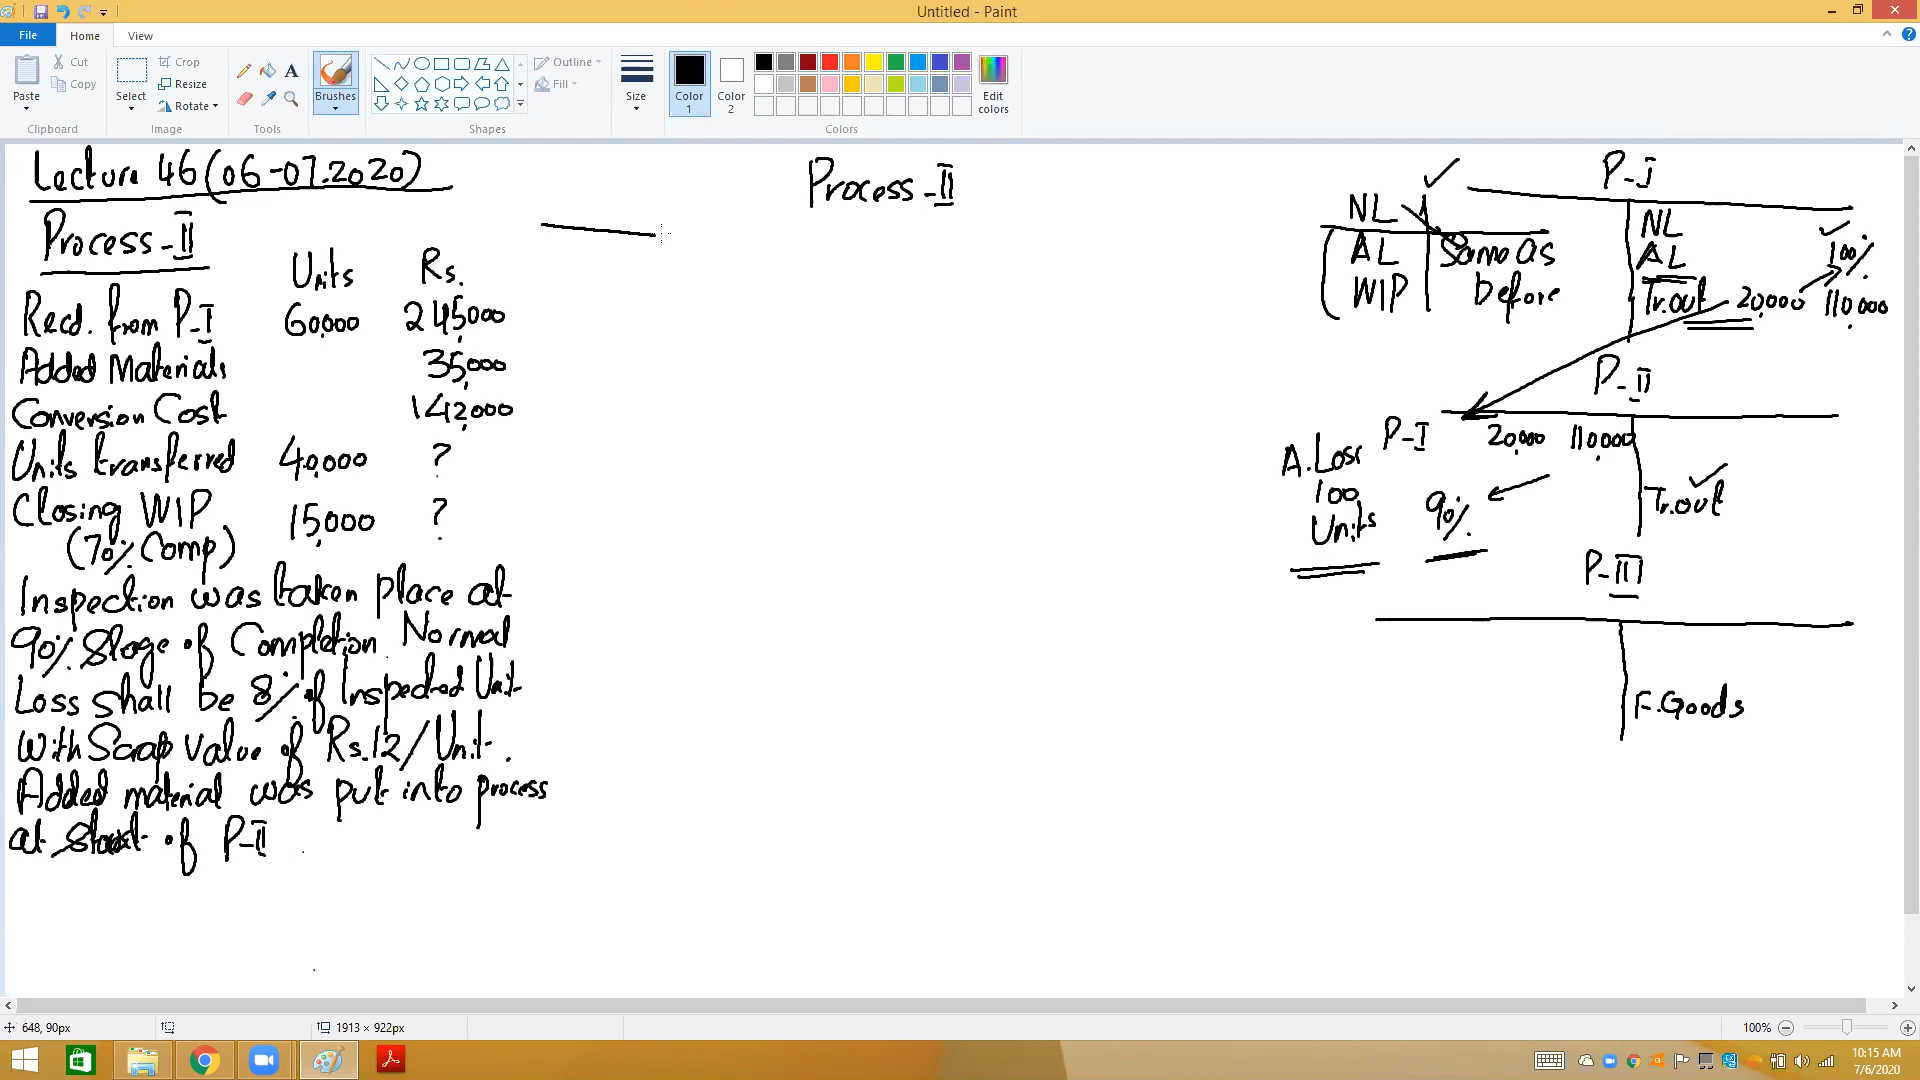 Untitled - Paint
File Home View
Paste Cut Copy Clipboard
Select Crop Resize Rotate Image
Tools
Brushes
Shapes
Outline Fill
Size
Color 1 Color 2 Edit colors
Colors
Lecture 46 (06-07.2020)
Process-II
Units Rs.
Recd. from P-I 60,000 245,000
Added Materials 35,000
Conversion Cost 142,000
Units transferred 40,000 ?
Closing WIP 15,000 ?
(70% Comp)
Inspection was taken place at
90% Stage of Completion. Normal
Loss shall be 8% of Inspected Unit
with Scrap value of Rs.12/Unit.
Added material was put into process
at start of P-II
Process-II
NL
AL Same as
WIP before
P-I
NL
AL 100%
Tr.out 20,000 110,000
P-II
P-I 20,000 110,000
A.Loss
100
Units
90%
Tr.out
P-III
F.Goods
648, 90px
1913 × 922px
100%
10:15 AM
7/6/2020